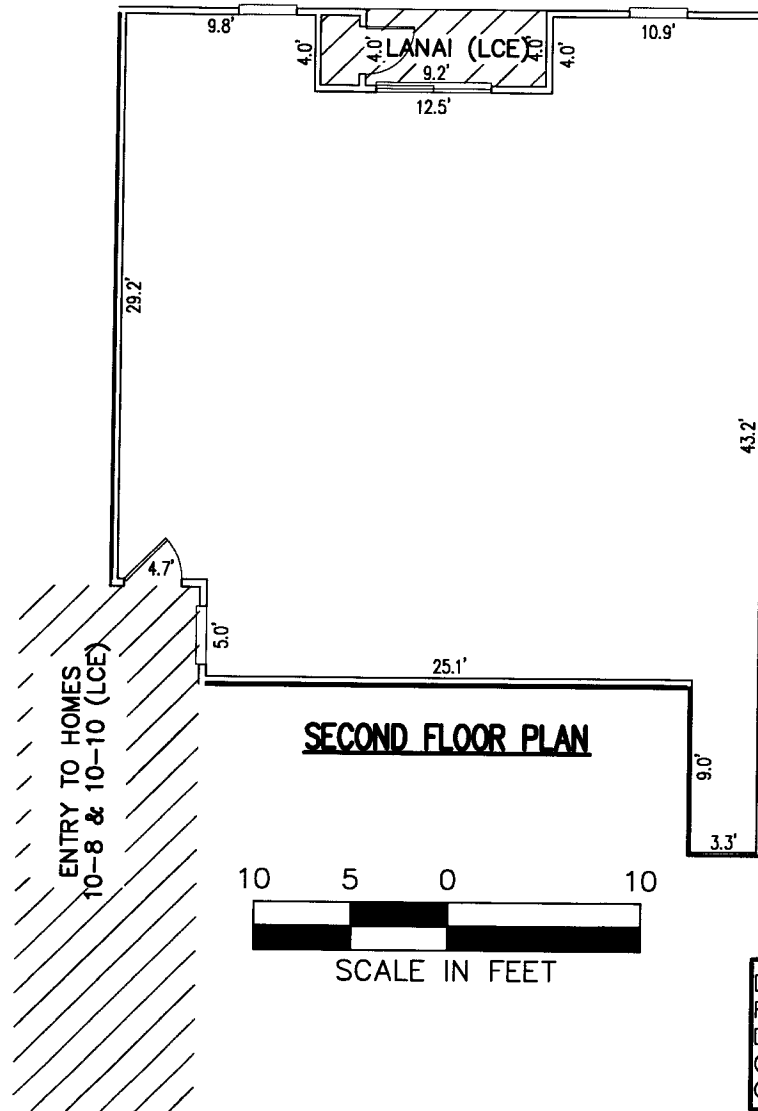 9.8'
10.9'
4.0'
4.0'
LANAI (LCE)
4.0'
4.0'
9.2'
12.5'
29.2'
43.2'
4.7'
5.0'
25.1'
ENTRY TO HOMES
10-8 & 10-10 (LCE)
SECOND FLOOR PLAN
9.0'
3.3'
10 5 0 10
SCALE IN FEET